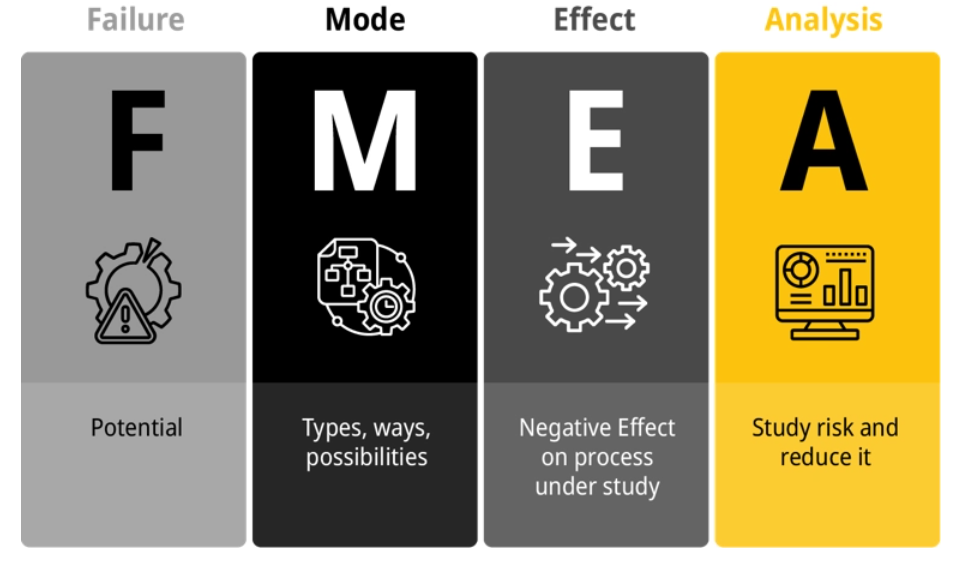 Failure
Mode
Effect
Analysis
F
M
E
A
Potential
Types, ways,
possibilities
Negative Effect
on process
under study
Study risk and
reduce it